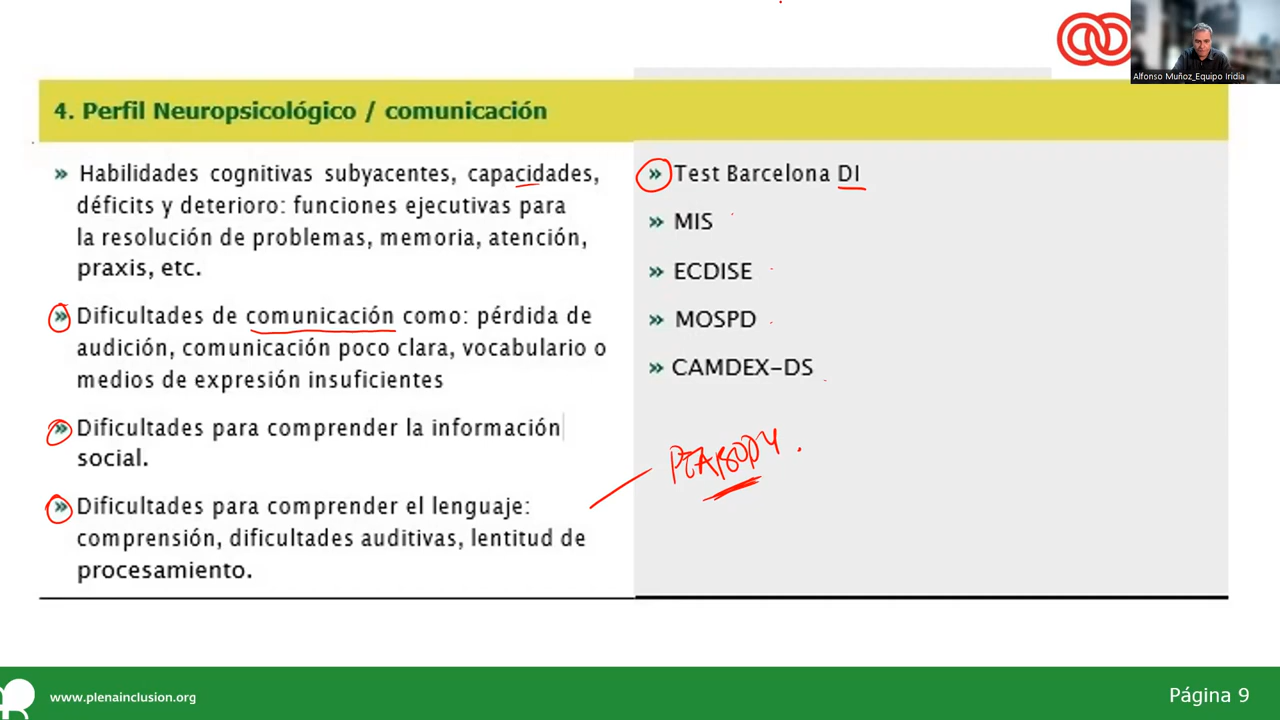 Alfonso Muñoz_Equipo Iridia
4. Perfil Neuropsicológico / comunicación
» Habilidades cognitivas subyacentes, capacidades,
déficits y deterioro: funciones ejecutivas para
la resolución de problemas, memoria, atención,
praxis, etc.
» Dificultades de comunicación como: pérdida de
audición, comunicación poco clara, vocabulario o
medios de expresión insuficientes
» Dificultades para comprender la información
social.
» Dificultades para comprender el lenguaje:
comprensión, dificultades auditivas, lentitud de
procesamiento.
» Test Barcelona DI
» MIS
» ECDISE
» MOSPD
» CAMDEX-DS
PEABODY.
www.plenainclusion.org
Página 9